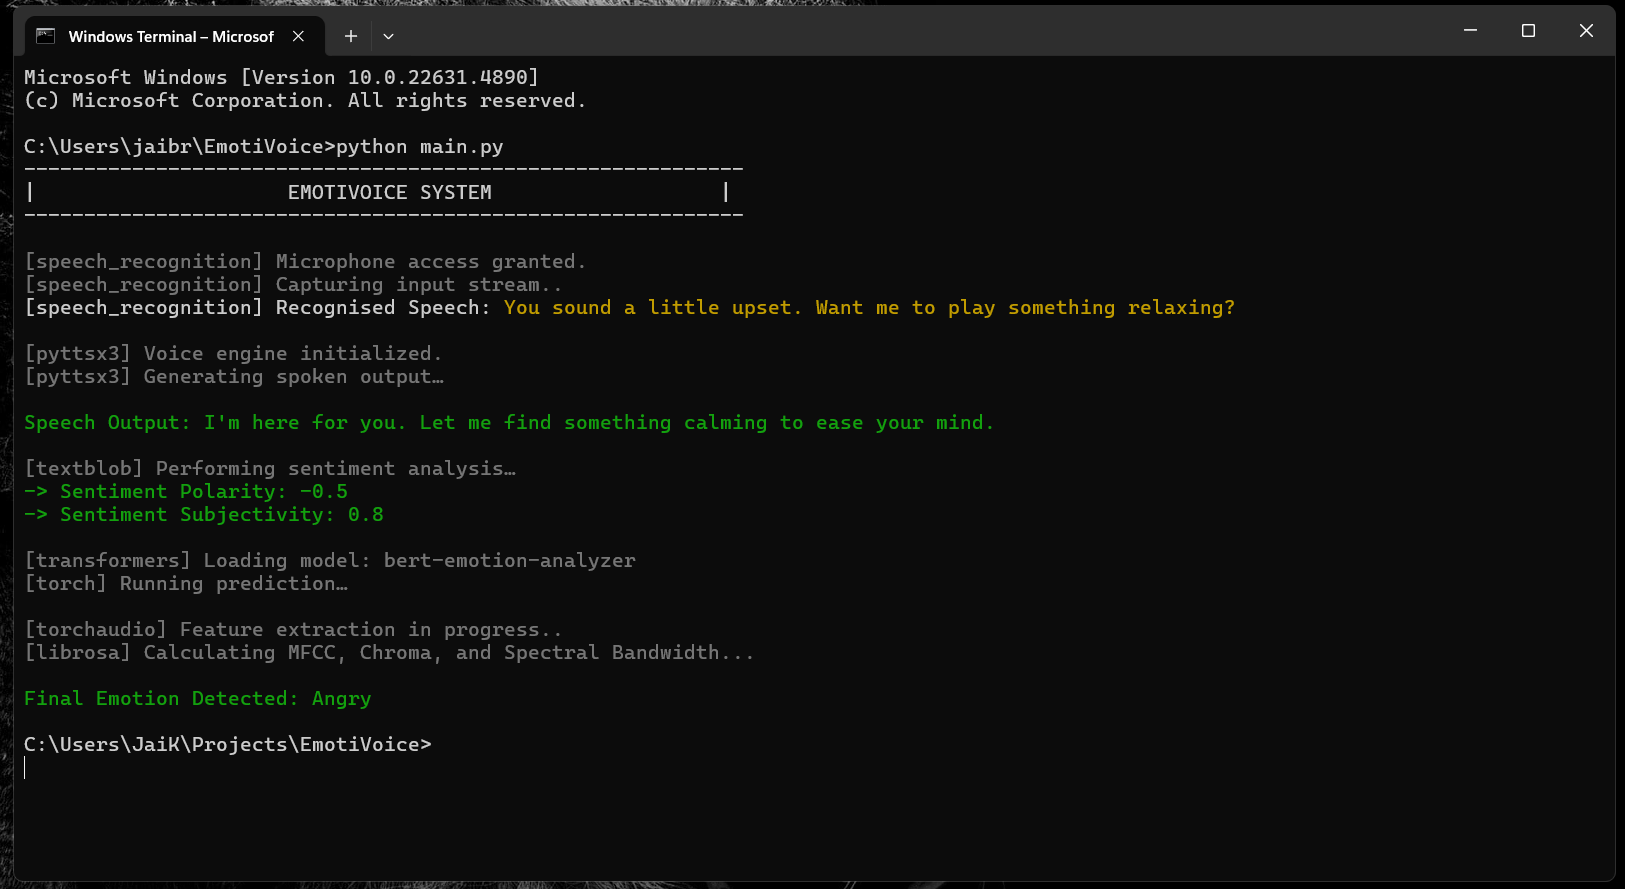 Windows Terminal – Microsof
Microsoft Windows [Version 10.0.22631.4890]
(c) Microsoft Corporation. All rights reserved.
C:\Users\jaibr\EmotiVoice>python main.py
------------------------------------------------------------
| EMOTIVOICE SYSTEM |
------------------------------------------------------------
[speech_recognition] Microphone access granted.
[speech_recognition] Capturing input stream..
[speech_recognition] Recognised Speech: You sound a little upset. Want me to play something relaxing?
[pyttsx3] Voice engine initialized.
[pyttsx3] Generating spoken output…
Speech Output: I'm here for you. Let me find something calming to ease your mind.
[textblob] Performing sentiment analysis…
-> Sentiment Polarity: -0.5
-> Sentiment Subjectivity: 0.8
[transformers] Loading model: bert-emotion-analyzer
[torch] Running prediction…
[torchaudio] Feature extraction in progress..
[librosa] Calculating MFCC, Chroma, and Spectral Bandwidth...
Final Emotion Detected: Angry
C:\Users\JaiK\Projects\EmotiVoice>